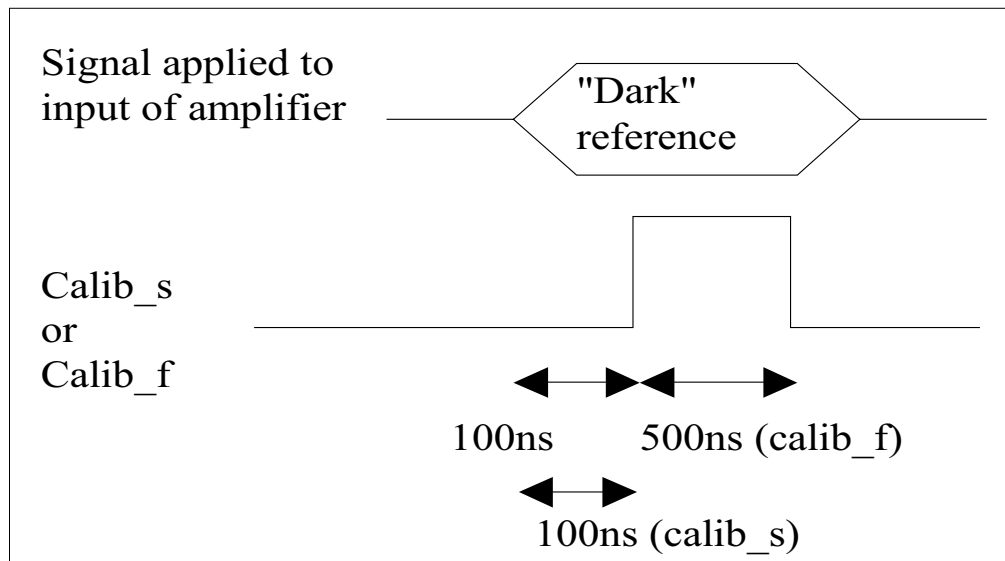 Signal applied to
input of amplifier
"Dark"
reference
Calib_s
or
Calib_f
100ns
500ns (calib_f)
100ns (calib_s)